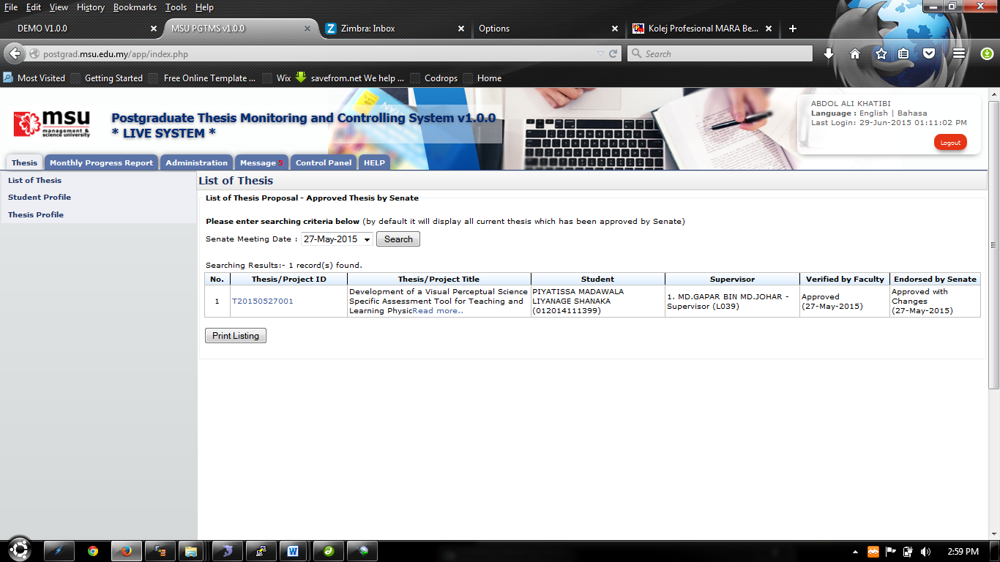 File Edit View History Bookmarks Tools Help
DEMO V1.0.0 MSU PGTMS v1.0.0 Zimbra: Inbox Options Kolej Profesional MARA Be...
postgrad.msu.edu.my/app/index.php Search
Most Visited Getting Started Free Online Template ... Wix savefrom.net We help ... Codrops Home
msu
management &
science university
Postgraduate Thesis Monitoring and Controlling System v1.0.0
* LIVE SYSTEM *
ABDOL ALI KHATIBI
Language : English | Bahasa
Last Login: 29-Jun-2015 01:11:02 PM
Logout
Thesis Monthly Progress Report Administration Message 5 Control Panel HELP
List of Thesis
Student Profile
Thesis Profile
List of Thesis
List of Thesis Proposal - Approved Thesis by Senate
Please enter searching criteria below (by default it will display all current thesis which has been approved by Senate)
Senate Meeting Date : 27-May-2015 Search
Searching Results:- 1 record(s) found.
No. Thesis/Project ID Thesis/Project Title Student Supervisor Verified by Faculty Endorsed by Senate
1 T20150527001
Development of a Visual Perceptual Science
Specific Assessment Tool for Teaching and
Learning PhysicRead more..
PIYATISSA MADAWALA
LIYANAGE SHANAKA
(012014111399)
1. MD.GAPAR BIN MD.JOHAR -
Supervisor (L039)
Approved
(27-May-2015)
Approved with
Changes
(27-May-2015)
Print Listing
2:59 PM